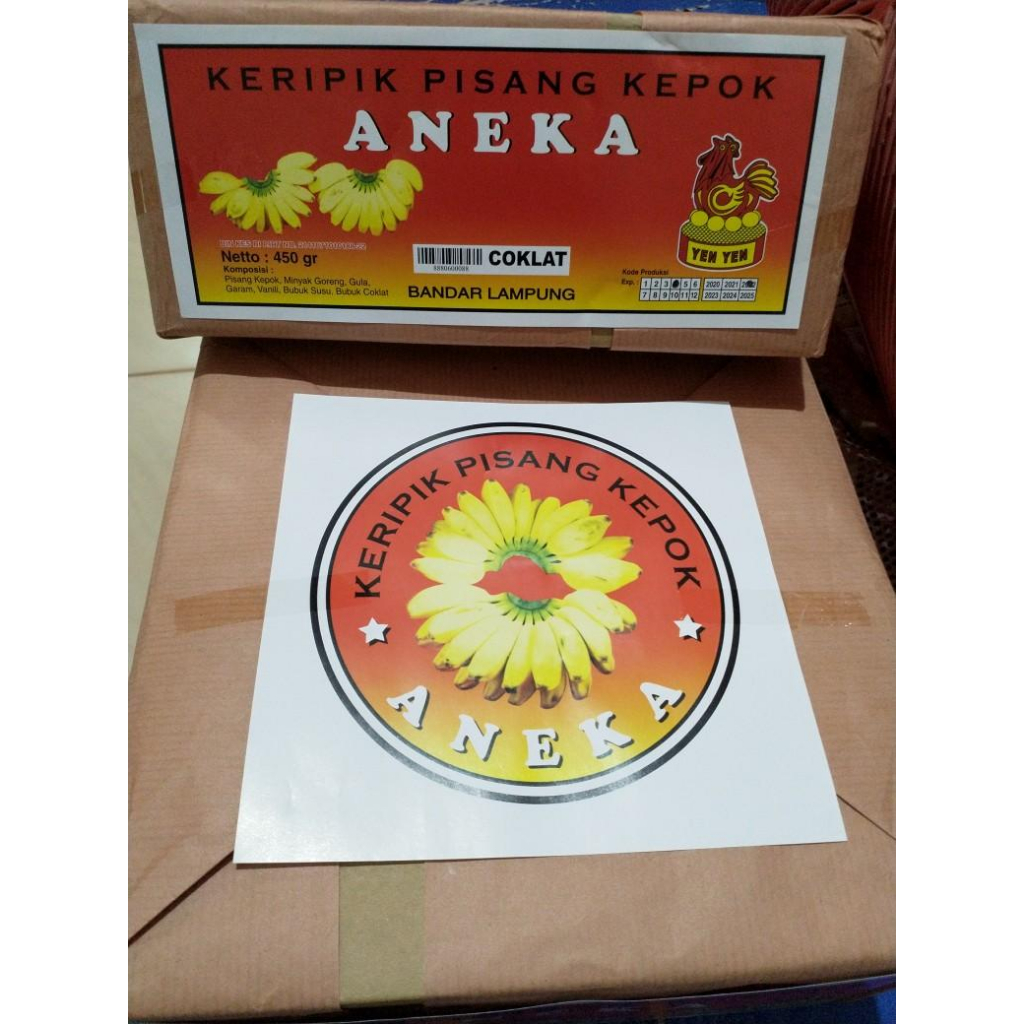 KERIPIK PISANG KEPOK
ANEKA
Netto : 450 gr
Komposisi :
Pisang Kepok, Minyak Goreng, Gula,
Garam, Vanili, Bubuk Susu, Bubuk Coklat
COKLAT
BANDAR LAMPUNG
YEN YEN
Kode Produksi
Exp. : 1 2 3 5 6 2020 2021
7 8 9 10 11 12 2023 2024 2025
KERIPIK PISANG KEPOK
ANEKA